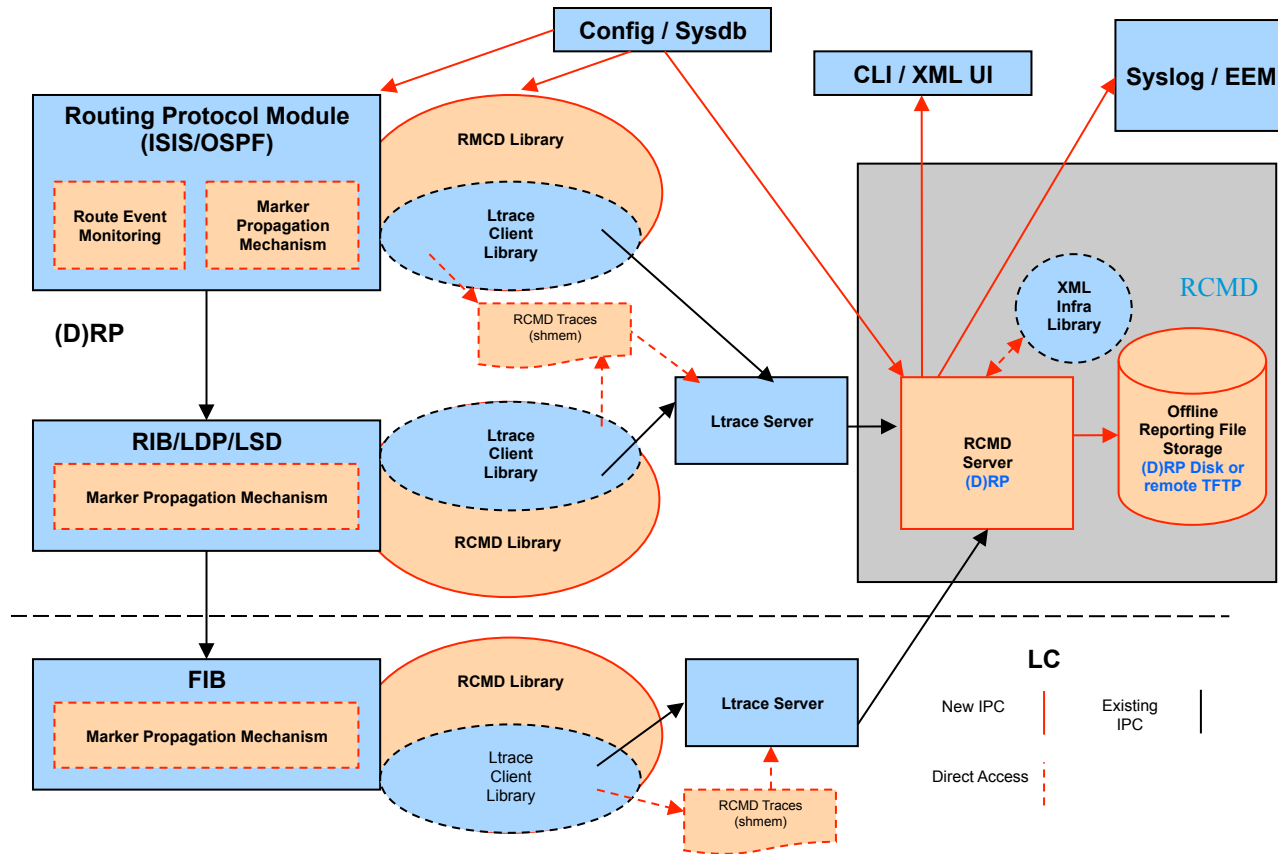 Config / Sysdb
CLI / XML UI
Syslog / EEM
Routing Protocol Module
(ISIS/OSPF)
Route Event
Monitoring
Marker
Propagation
Mechanism
RMCD Library
Ltrace
Client
Library
RCMD
XML
Infra
Library
(D)RP
RCMD Traces
(shmem)
Ltrace Server
RCMD
Server
(D)RP
Offline
Reporting File
Storage
(D)RP Disk or
remote TFTP
RIB/LDP/LSD
Marker Propagation Mechanism
Ltrace
Client
Library
RCMD Library
FIB
Marker Propagation Mechanism
RCMD Library
Ltrace
Client
Library
Ltrace Server
RCMD Traces
(shmem)
LC
New IPC
Existing
IPC
Direct Access